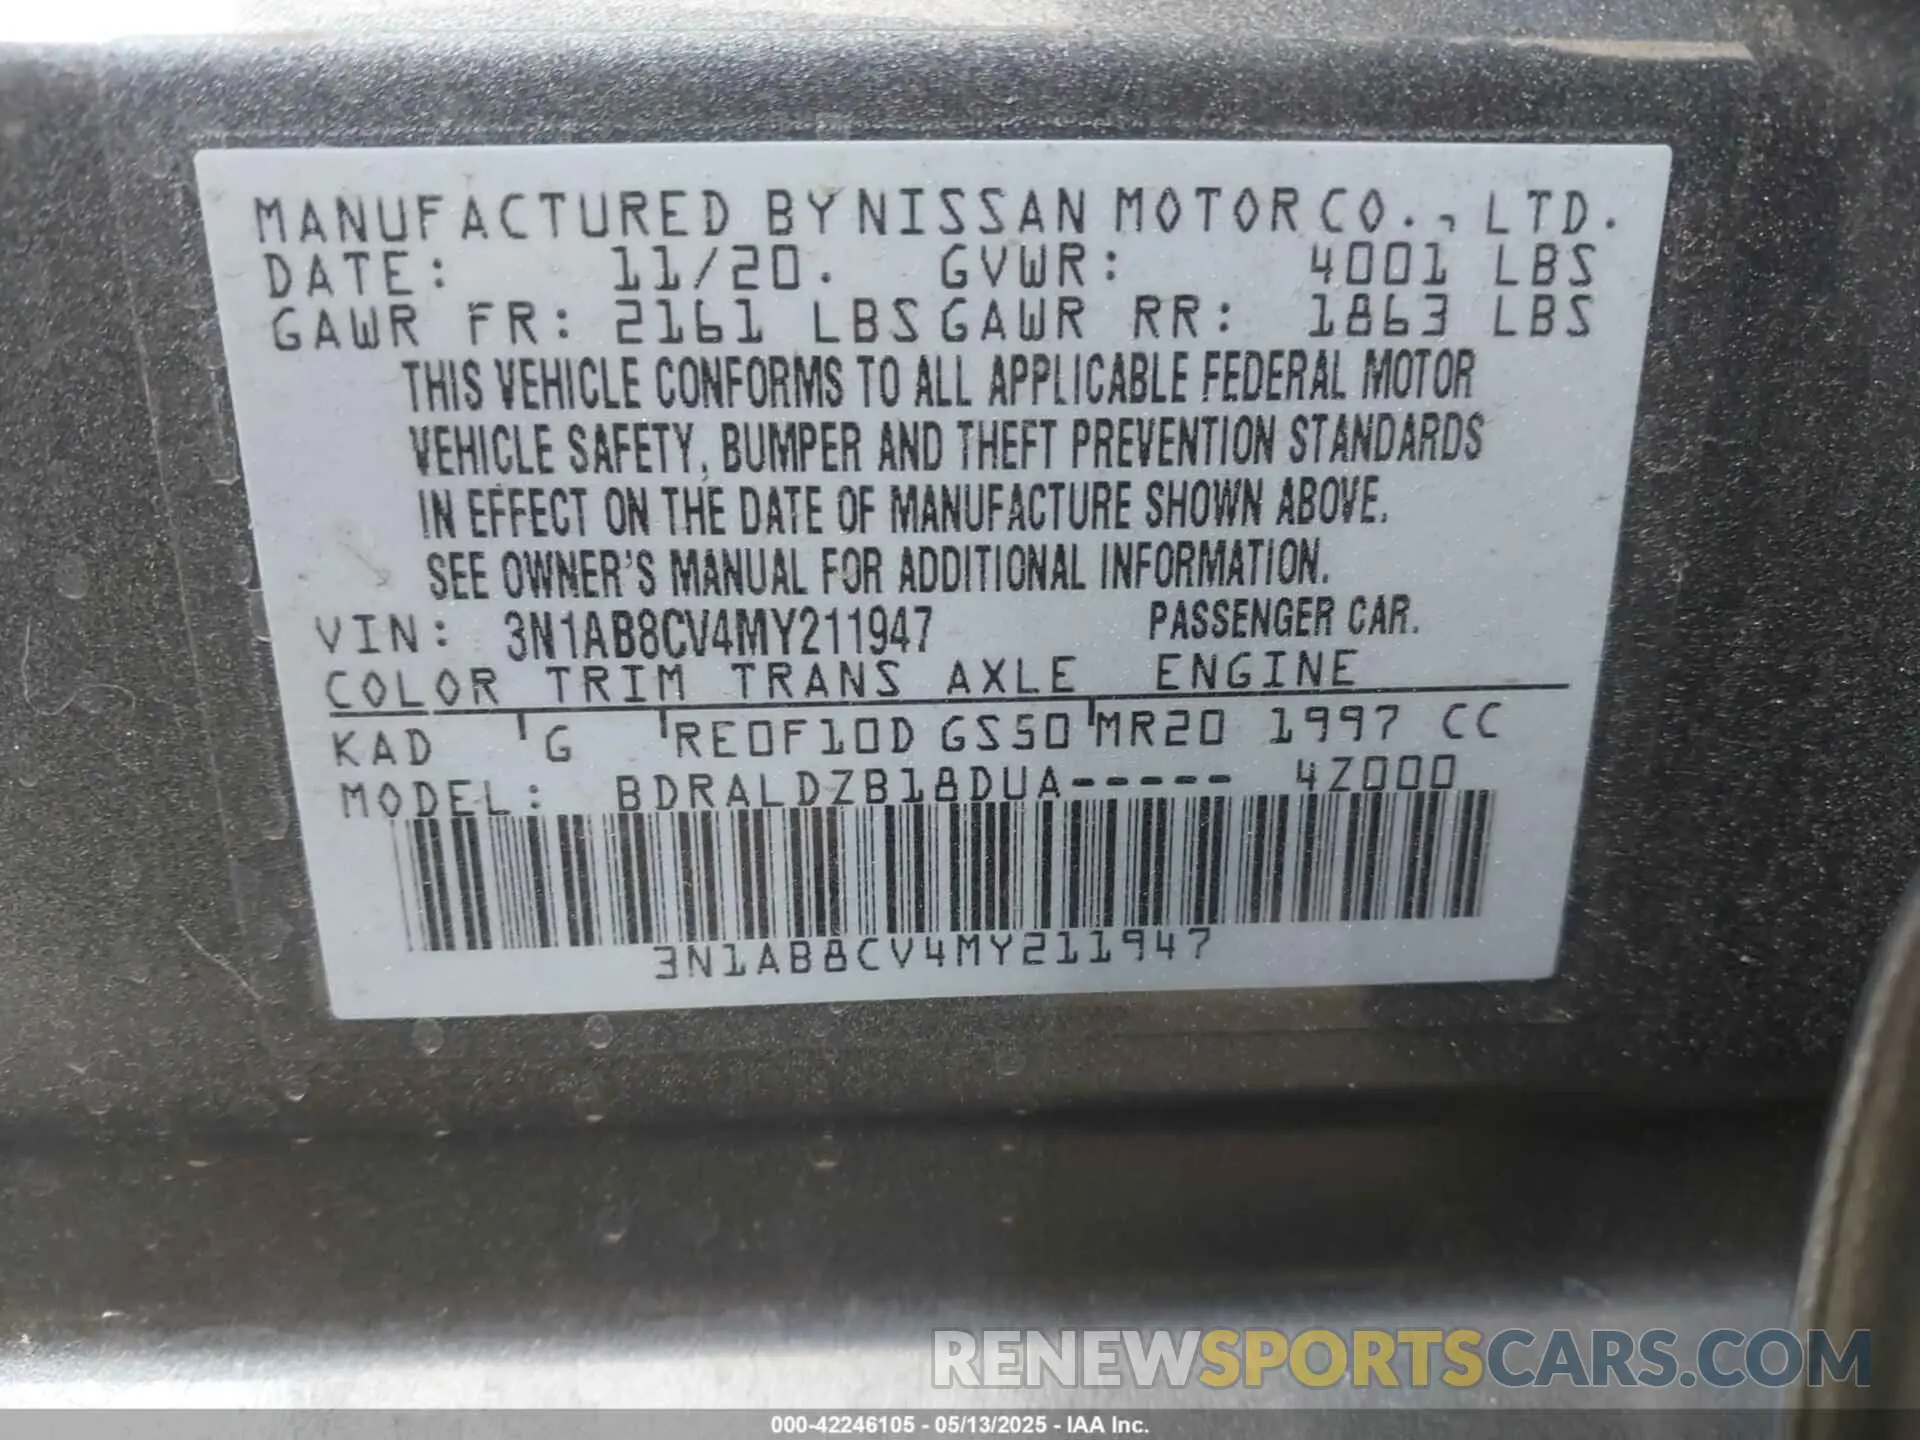 MANUFACTURED BY NISSAN MOTOR CO., LTD.
DATE: 11/20. GVWR: 4001 LBS
GAWR FR: 2161 LBS GAWR RR: 1863 LBS
THIS VEHICLE CONFORMS TO ALL APPLICABLE FEDERAL MOTOR
VEHICLE SAFETY, BUMPER AND THEFT PREVENTION STANDARDS
IN EFFECT ON THE DATE OF MANUFACTURE SHOWN ABOVE.
SEE OWNER'S MANUAL FOR ADDITIONAL INFORMATION.
VIN: 3N1AB8CV4MY211947 PASSENGER CAR.
COLOR TRIM TRANS AXLE ENGINE
KAD G RE0F10D GS50 MR20 1997 CC
MODEL: BDRALDZB18DUA----- 4Z000
3N1AB8CV4MY211947
RENEWSPORTSCARS.COM
000-42246105 - 05/13/2025 - IAA Inc.